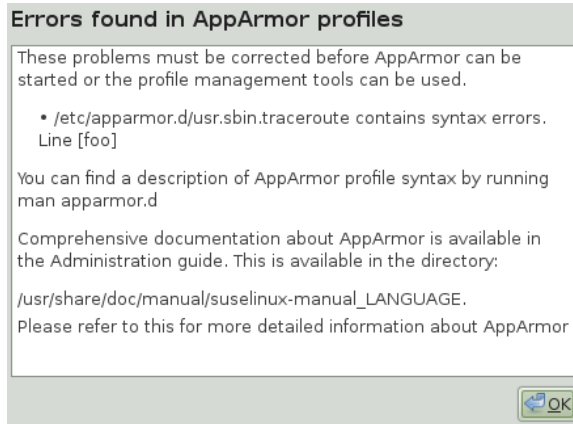 Errors found in AppArmor profiles
These problems must be corrected before AppArmor can be
started or the profile management tools can be used.
• /etc/apparmor.d/usr.sbin.traceroute contains syntax errors.
Line [foo]
You can find a description of AppArmor profile syntax by running
man apparmor.d
Comprehensive documentation about AppArmor is available in
the Administration guide. This is available in the directory:
/usr/share/doc/manual/suselinux-manual_LANGUAGE.
Please refer to this for more detailed information about AppArmor
OK